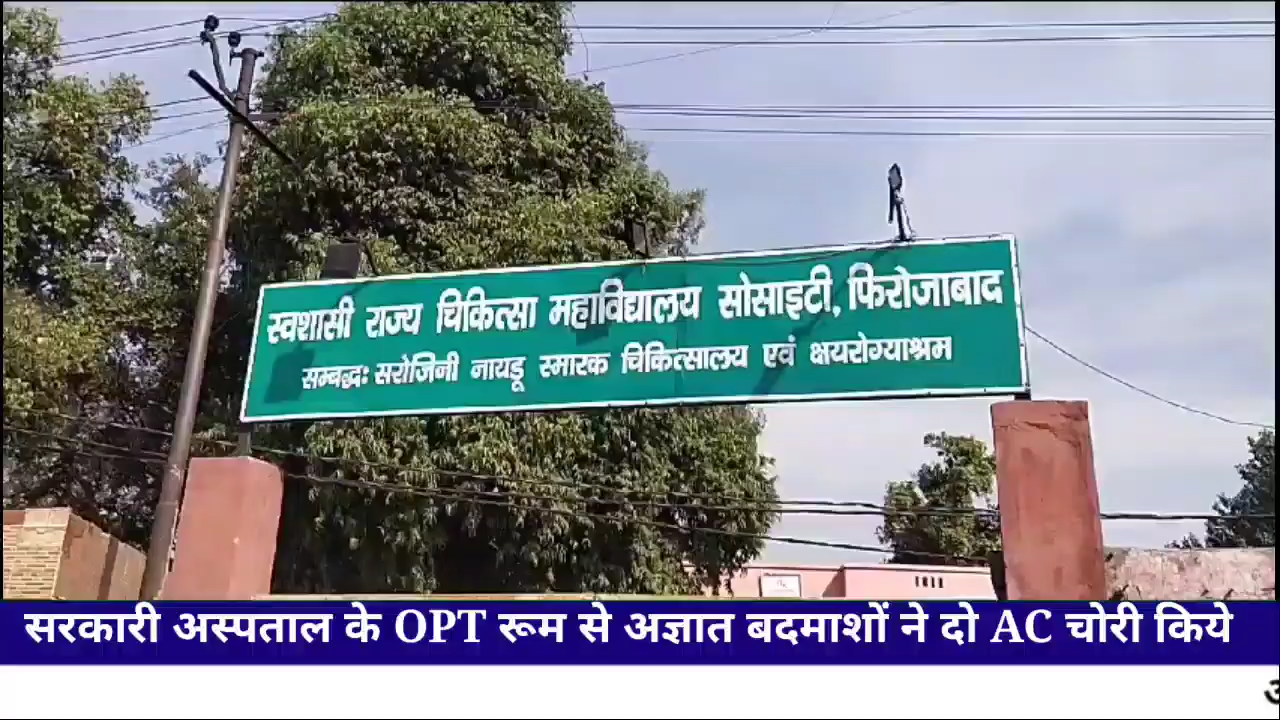 स्वशासी राज्य चिकित्सा महाविद्यालय सोसाइटी, फिरोजाबाद
सम्बद्धः सरोजिनी नायडू स्मारक चिकित्सालय एवं क्षयरोग्याश्रम
सरकारी अस्पताल के OPT रूम से अज्ञात बदमाशों ने दो AC चोरी किये